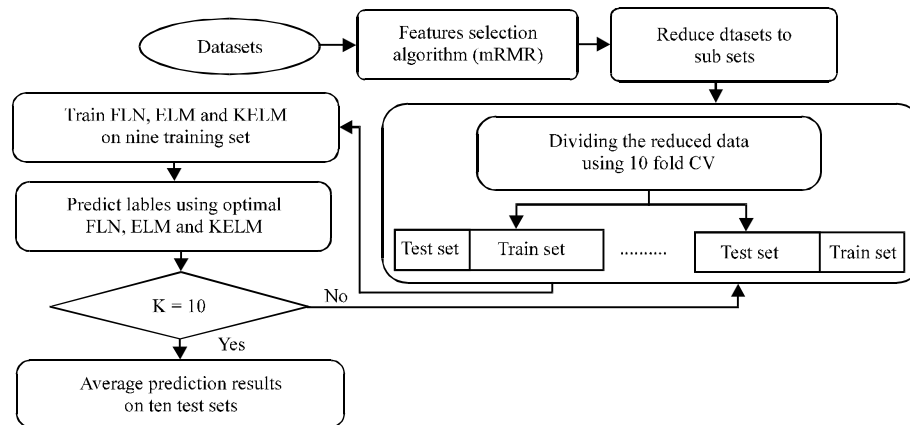 Datasets
Features selection
algorithm (mRMR)
Reduce dtasets to
sub sets
Dividing the reduced data
using 10 fold CV
Test set
Train set
..........
Test set
Train set
Train FLN, ELM and KELM
on nine training set
Predict lables using optimal
FLN, ELM and KELM
K = 10
No
Yes
Average prediction results
on ten test sets